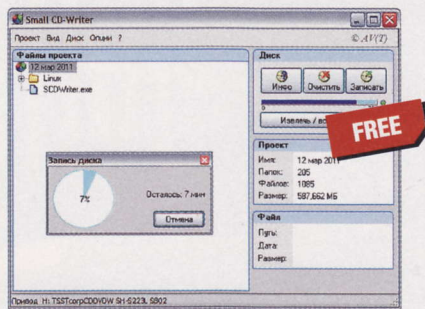 Small CD-Writer
Проект Вид Диск Опции ?
© AV(T)
Файлы проекта
12 мар 2011
Linux
SCDWriter.exe
Диск
Инфо Очистить Записать
Извлечь /
FREE
Проект
Имя: 12 мар 2011
Папок: 205
Файлов: 1085
Размер: 587,662 МБ
Файл
Путь:
Дата:
Размер:
Запись диска
7%
Осталось: 7 мин
Отмена
Привод H: TSSTcorpCDDVDW SH-S223L SB02